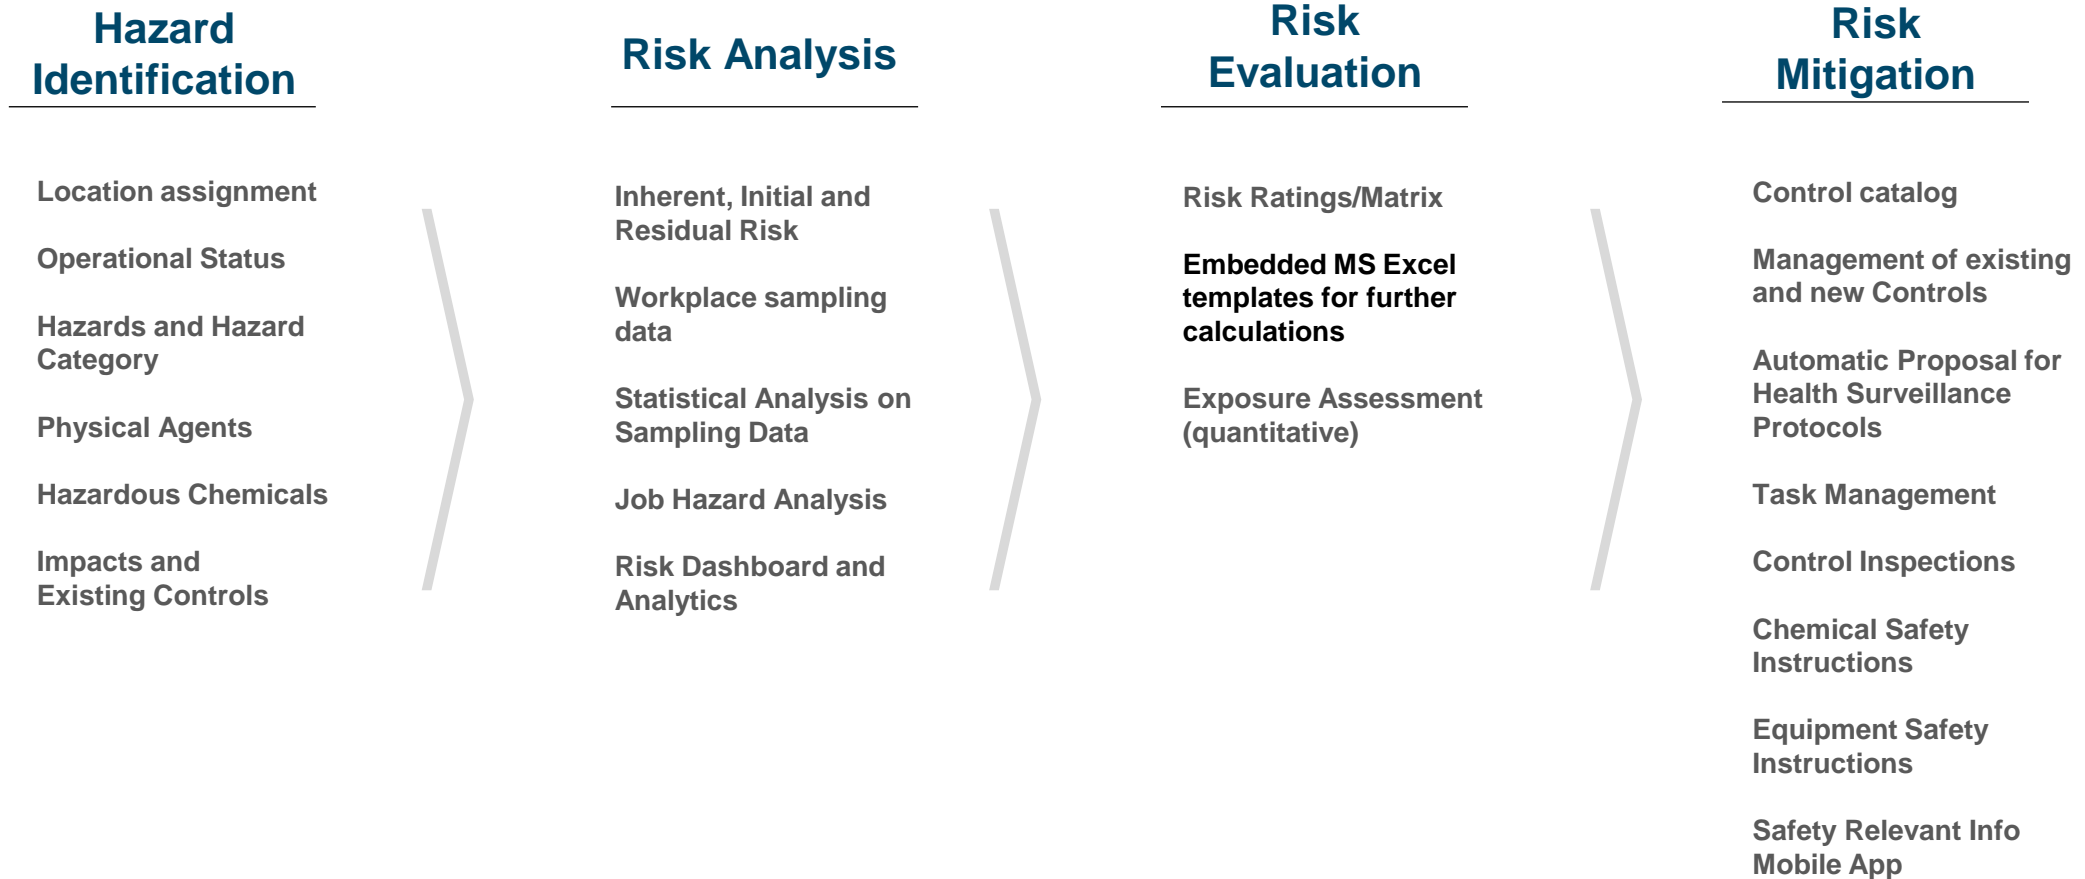 Hazard
Identification
Location assignment
Operational Status
Hazards and Hazard
Category
Physical Agents
Hazardous Chemicals
Impacts and
Existing Controls
Risk Analysis
Inherent, Initial and
Residual Risk
Workplace sampling
data
Statistical Analysis on
Sampling Data
Job Hazard Analysis
Risk Dashboard and
Analytics
Risk
Evaluation
Risk Ratings/Matrix
Embedded MS Excel
templates for further
calculations
Exposure Assessment
(quantitative)
Risk
Mitigation
Control catalog
Management of existing
and new Controls
Automatic Proposal for
Health Surveillance
Protocols
Task Management
Control Inspections
Chemical Safety
Instructions
Equipment Safety
Instructions
Safety Relevant Info
Mobile App